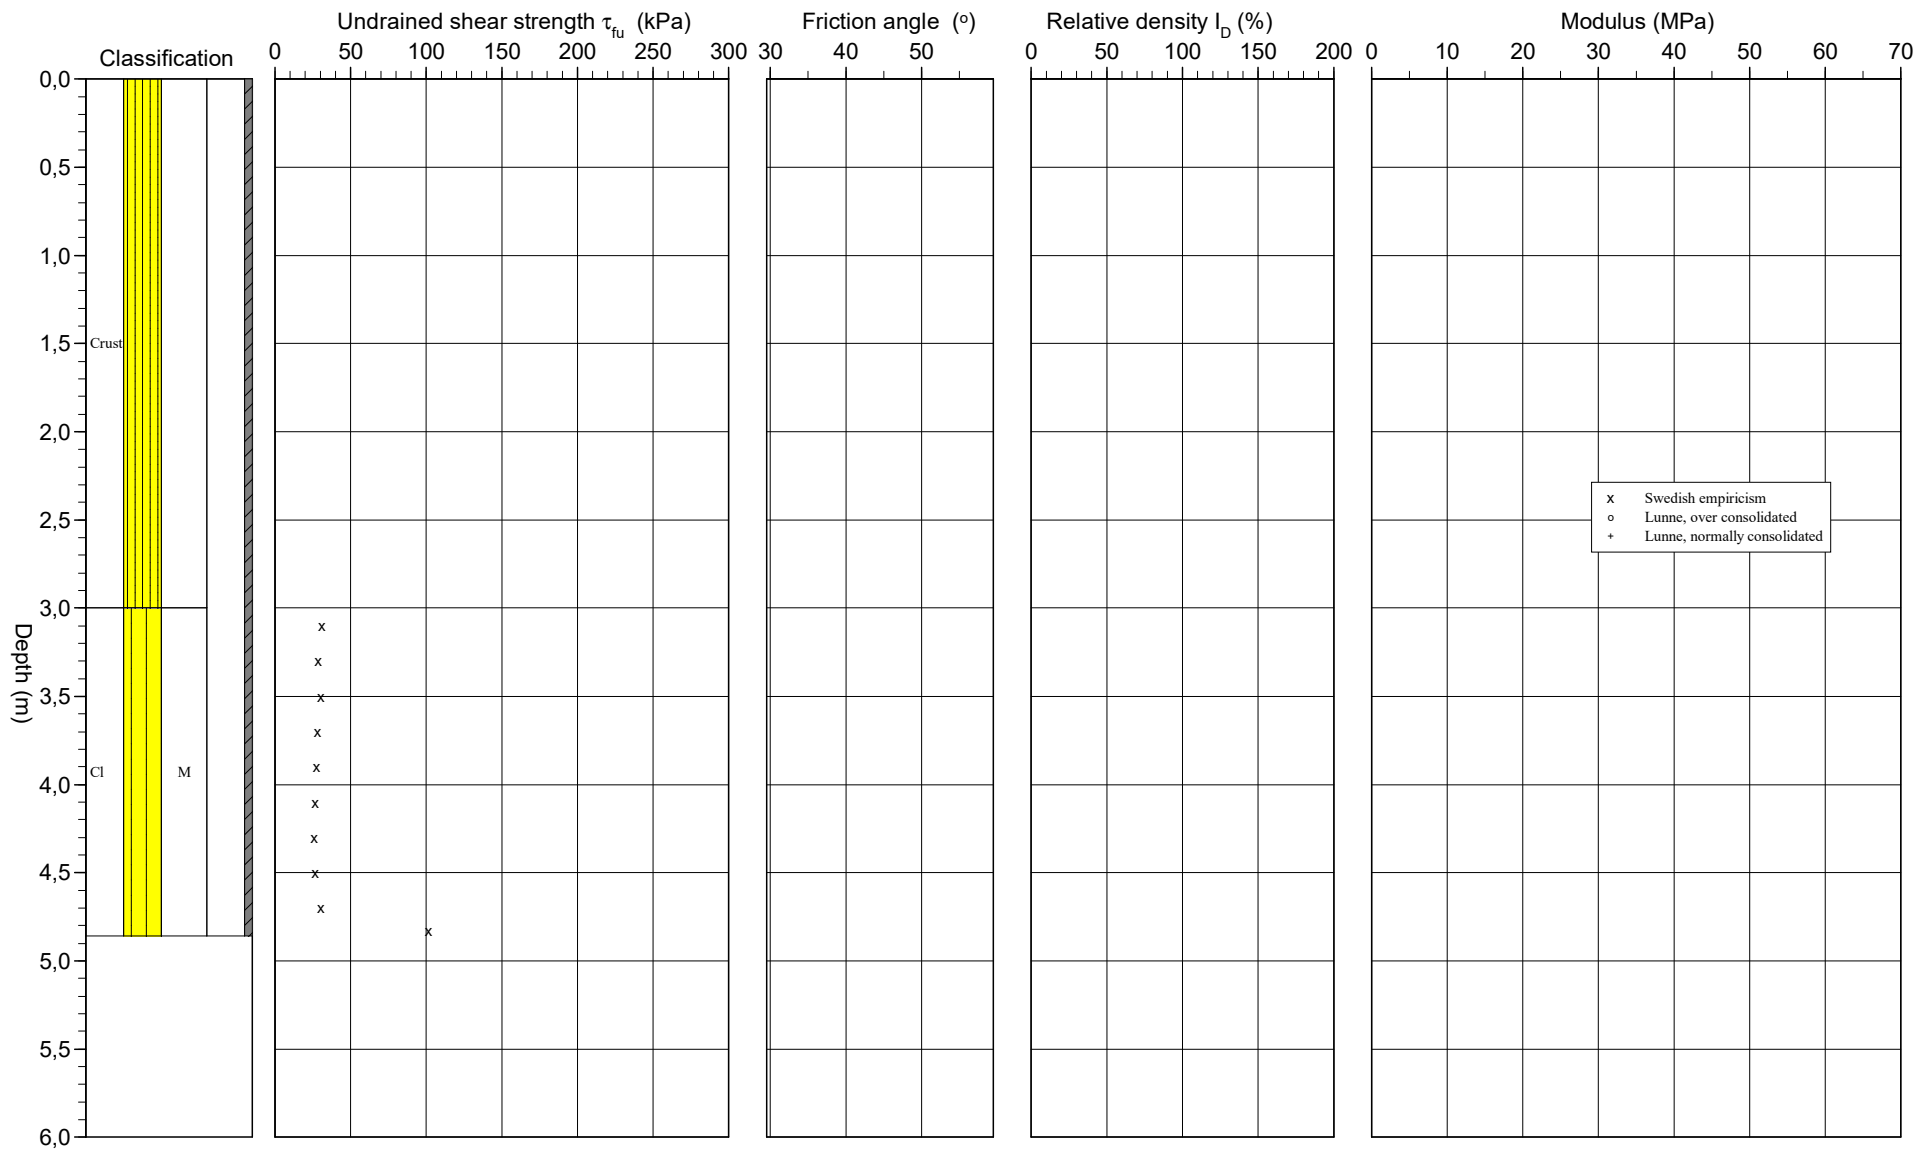 Undrained shear strength τfu (kPa)
Friction angle (o)
Relative density ID (%)
Modulus (MPa)
Classification
0 50 100 150 200 250 300
30 40 50
0 50 100 150 200
0 10 20 30 40 50 60 70
0,0
0,5
1,0
1,5
Crust
2,0
2,5
x Swedish empiricism
o Lunne, over consolidated
+ Lunne, normally consolidated
3,0
Depth (m)
3,5
Cl M
4,0
4,5
5,0
5,5
6,0